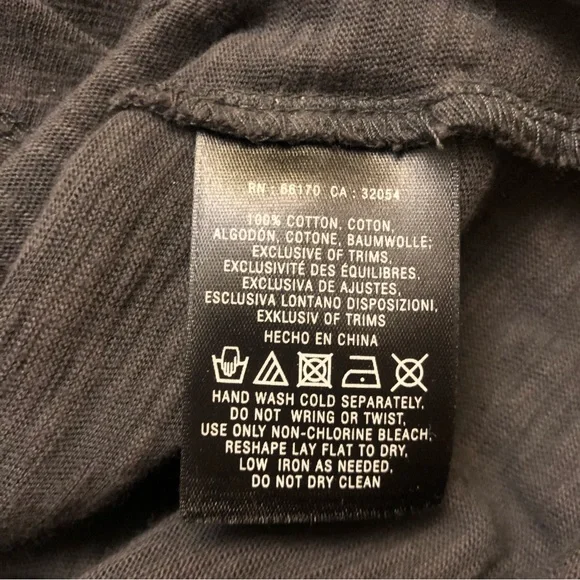 RN : 66170 CA : 32054
100% COTTON, COTON,
ALGODÓN, COTONE, BAUMWOLLE;
EXCLUSIVE OF TRIMS,
EXCLUSIVITÉ DES ÉQUILIBRES,
EXCLUSIVA DE AJUSTES,
ESCLUSIVA LONTANO DISPOSIZIONI,
EXKLUSIV OF TRIMS
HECHO EN CHINA
HAND WASH COLD SEPARATELY,
DO NOT WRING OR TWIST,
USE ONLY NON-CHLORINE BLEACH,
RESHAPE LAY FLAT TO DRY,
LOW IRON AS NEEDED,
DO NOT DRY CLEAN